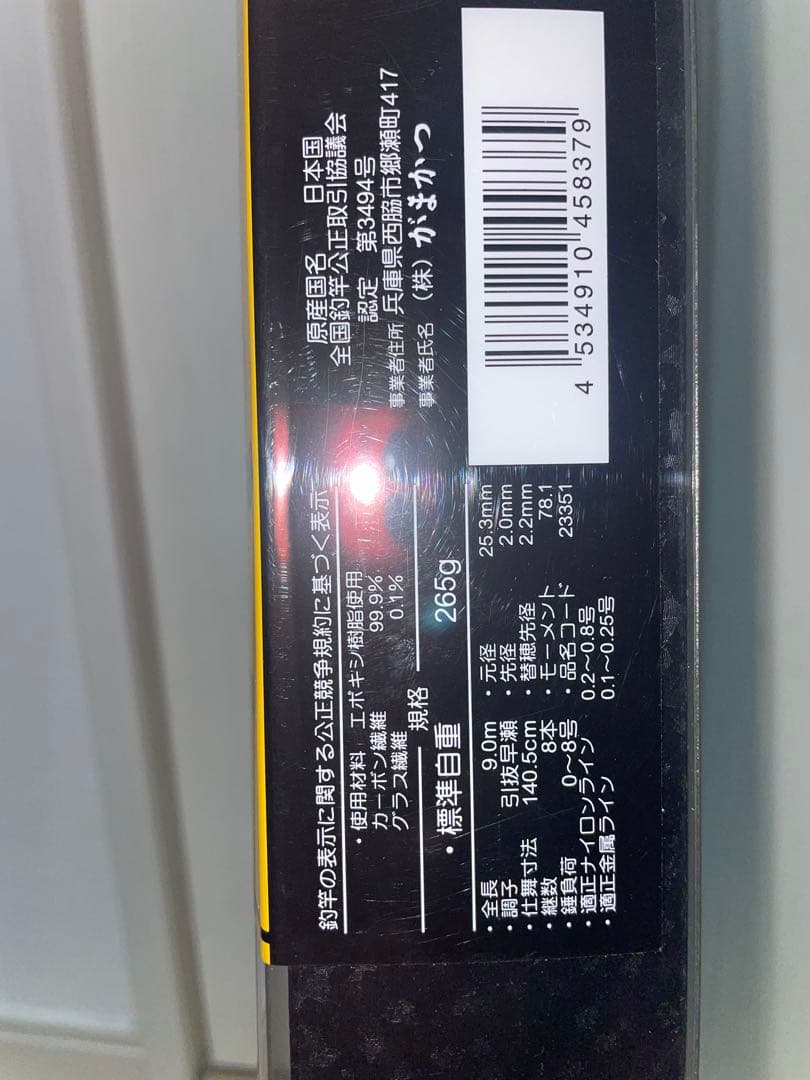 釣竿の表示に関する公正競争規約に基づく表示
・使用材料 エポキシ樹脂使用
カーボン繊維 99.9%
グラス繊維 0.1%
規格
・標準自重 265g
・全長 9.0m
・調子 引抜早瀬
・仕舞寸法 140.5cm
・継数 8本
・錘負荷 0〜8号
・適正ナイロンライン 0.2〜0.8号
・適正金属ライン 0.1〜0.25号
・元径 25.3mm
・先径 2.0mm
・替穂先径 2.2mm
・モーメント 78.1
・品名コード 23351
原産国名 日本国
全国釣竿公正取引協議会
認定 第3494号
事業者住所 兵庫県西脇市郷瀬町417
事業者氏名 (株)がまかつ
4 534910 458379